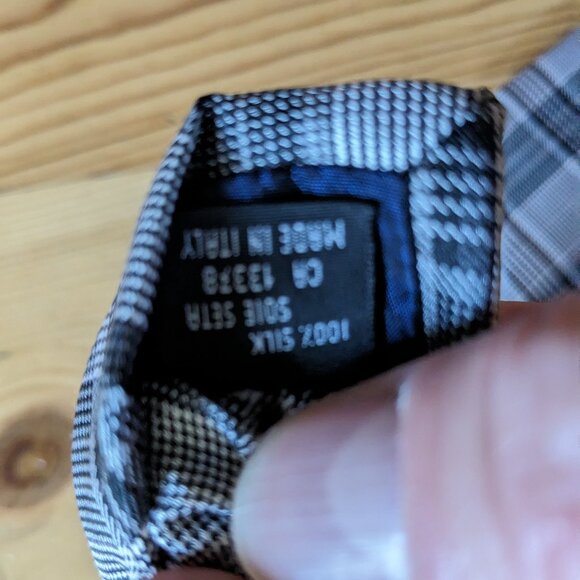 100% SILK
SOIE SETA
CA 13378
MADE IN ITALY